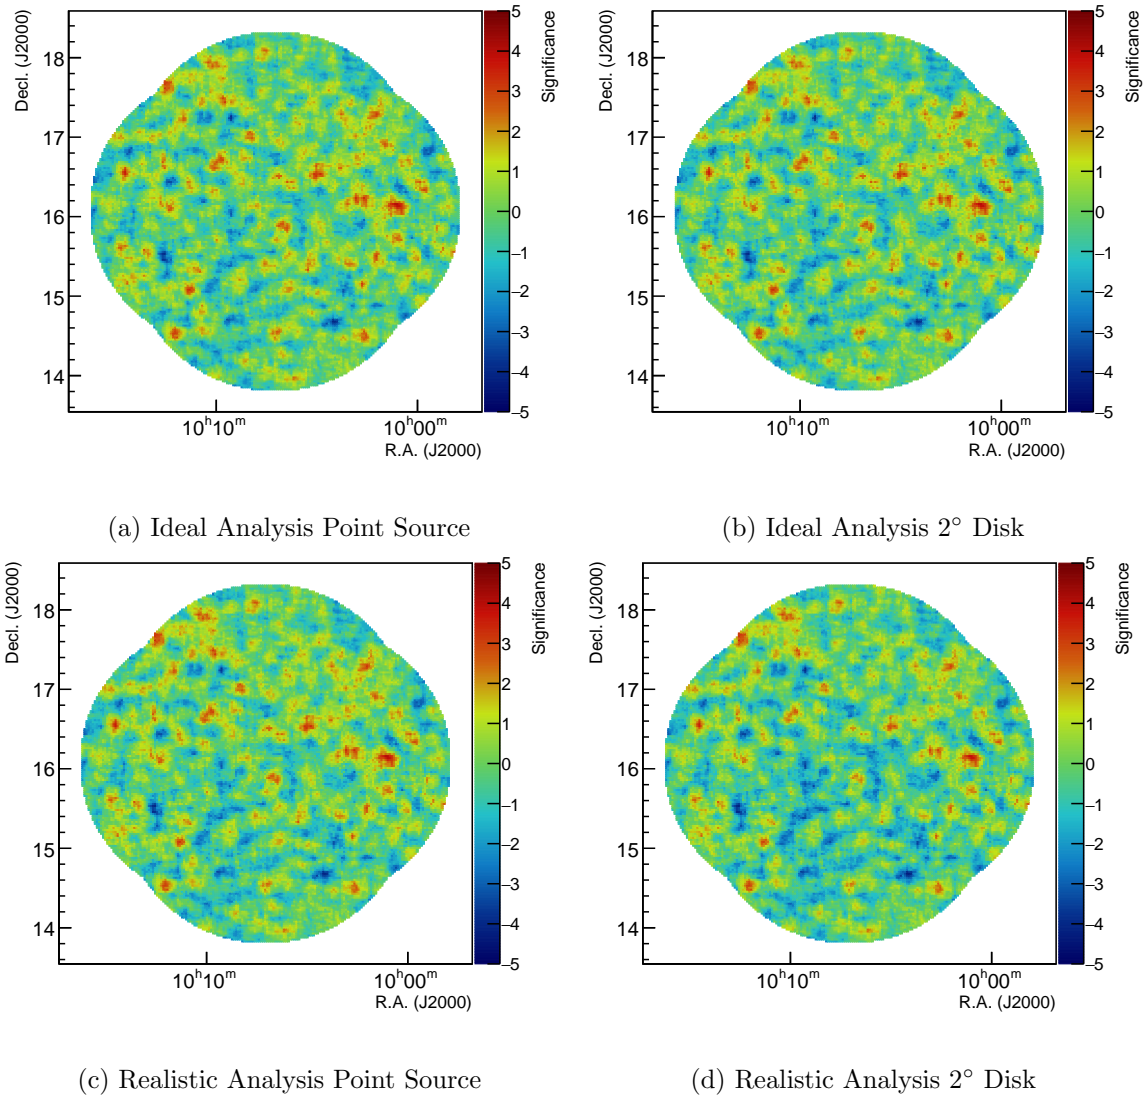 Decl. (J2000)
18
17
16
15
14
10h10m
10h00m
R.A. (J2000)
5
4
3
2
1
0
−1
−2
−3
−4
−5
Significance
(a) Ideal Analysis Point Source
Decl. (J2000)
18
17
16
15
14
10h10m
10h00m
R.A. (J2000)
5
4
3
2
1
0
−1
−2
−3
−4
−5
Significance
(b) Ideal Analysis 2° Disk
Decl. (J2000)
18
17
16
15
14
10h10m
10h00m
R.A. (J2000)
5
4
3
2
1
0
−1
−2
−3
−4
−5
Significance
(c) Realistic Analysis Point Source
Decl. (J2000)
18
17
16
15
14
10h10m
10h00m
R.A. (J2000)
5
4
3
2
1
0
−1
−2
−3
−4
−5
Significance
(d) Realistic Analysis 2° Disk